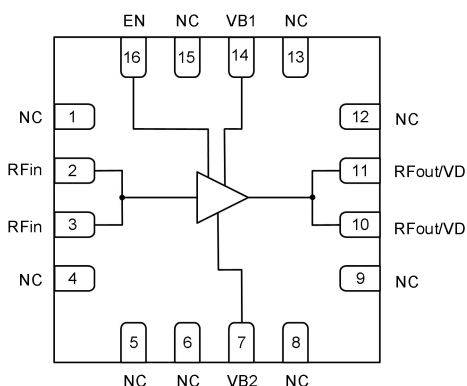 EN NC VB1 NC
16 15 14 13
NC 1 12 NC
RFin 2 11 RFout/VD
RFin 3 10 RFout/VD
NC 4 9 NC
5 6 7 8
NC NC VB2 NC